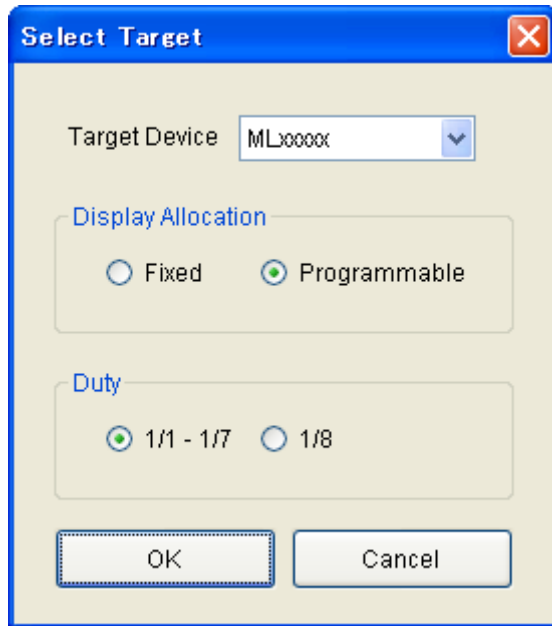 Select Target
Target Device MLxxxxx
Display Allocation
Fixed Programmable
Duty
1/1 - 1/7 1/8
OK Cancel